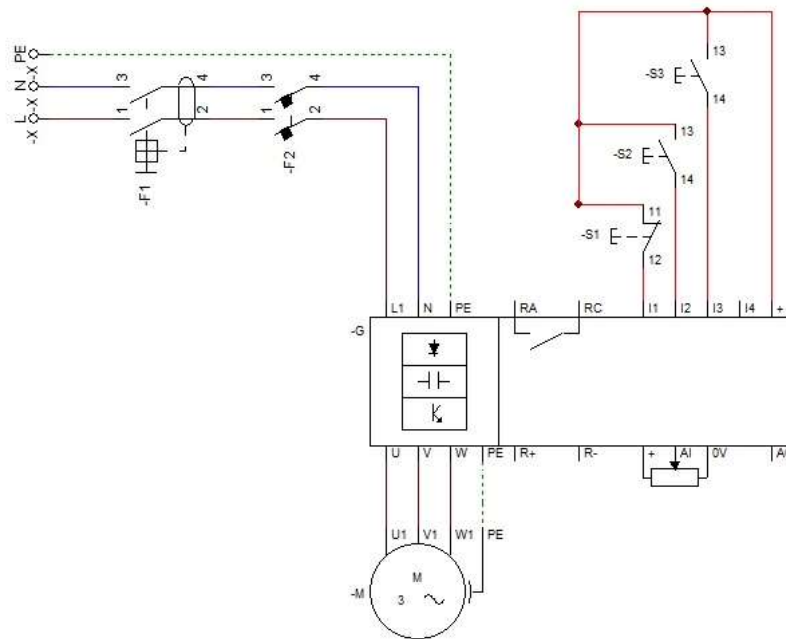 PE
-X
N
-X
L
-X
3
4
1
2
-F1
3
4
1
2
-F2
13
-S3
14
13
-S2
14
11
-S1
12
L1 N PE RA RC I1 I2 I3 I4 +
-G
U V W PE R+ R- + AI 0V
U1 V1 W1 PE
-M
M
3